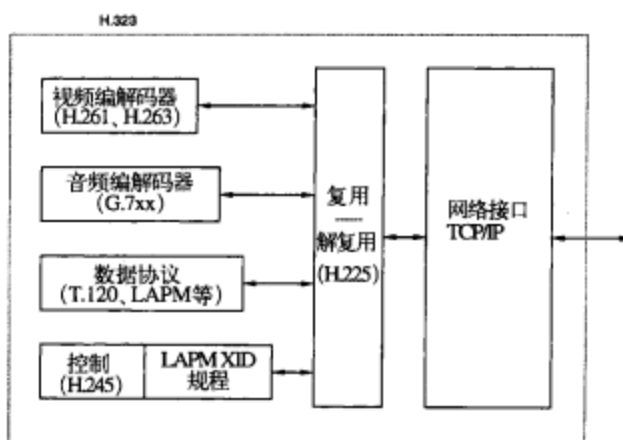 H.323
视频编解码器
(H.261、H.263)
音频编解码器
(G.7xx)
数据协议
(T.120、LAPM等)
控制
(H.245)
LAPM XID
规程
复用
解复用
(H.225)
网络接口
TCP/IP